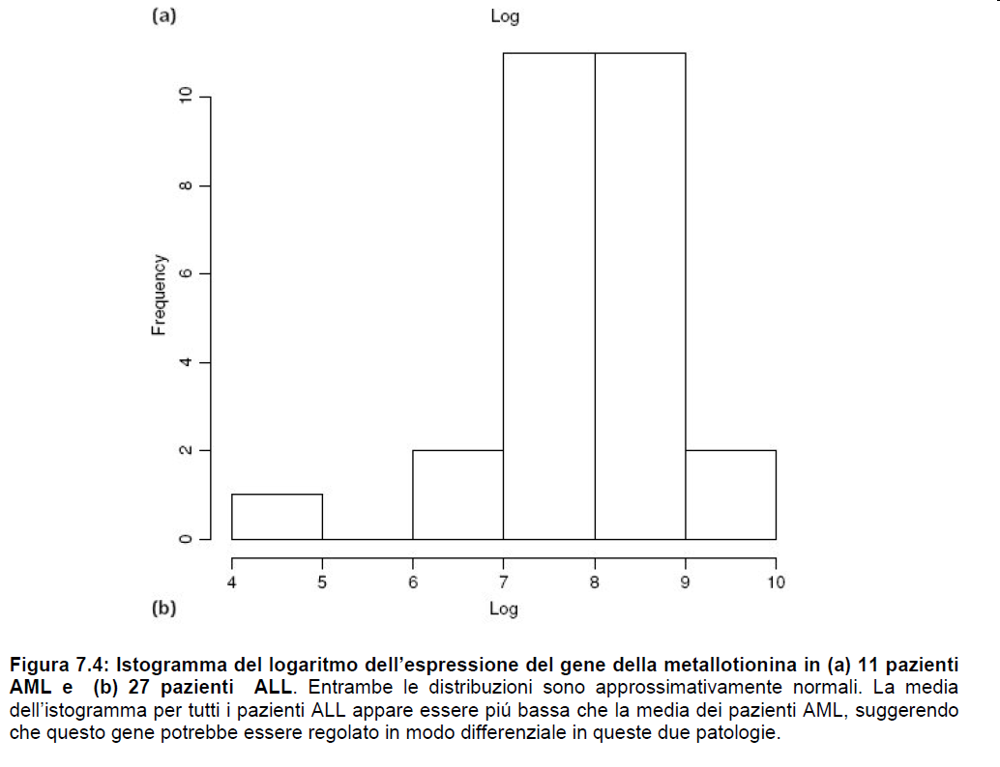 (a)
Log
Frequency
10
8
6
4
2
0
4 5 6 7 8 9 10
(b)
Log
Figura 7.4: Istogramma del logaritmo dell'espressione del gene della metallotionina in (a) 11 pazienti
AML e (b) 27 pazienti ALL. Entrambe le distribuzioni sono approssimativamente normali. La media
dell'istogramma per tutti i pazienti ALL appare essere piú bassa che la media dei pazienti AML, suggerendo
che questo gene potrebbe essere regolato in modo differenziale in queste due patologie.